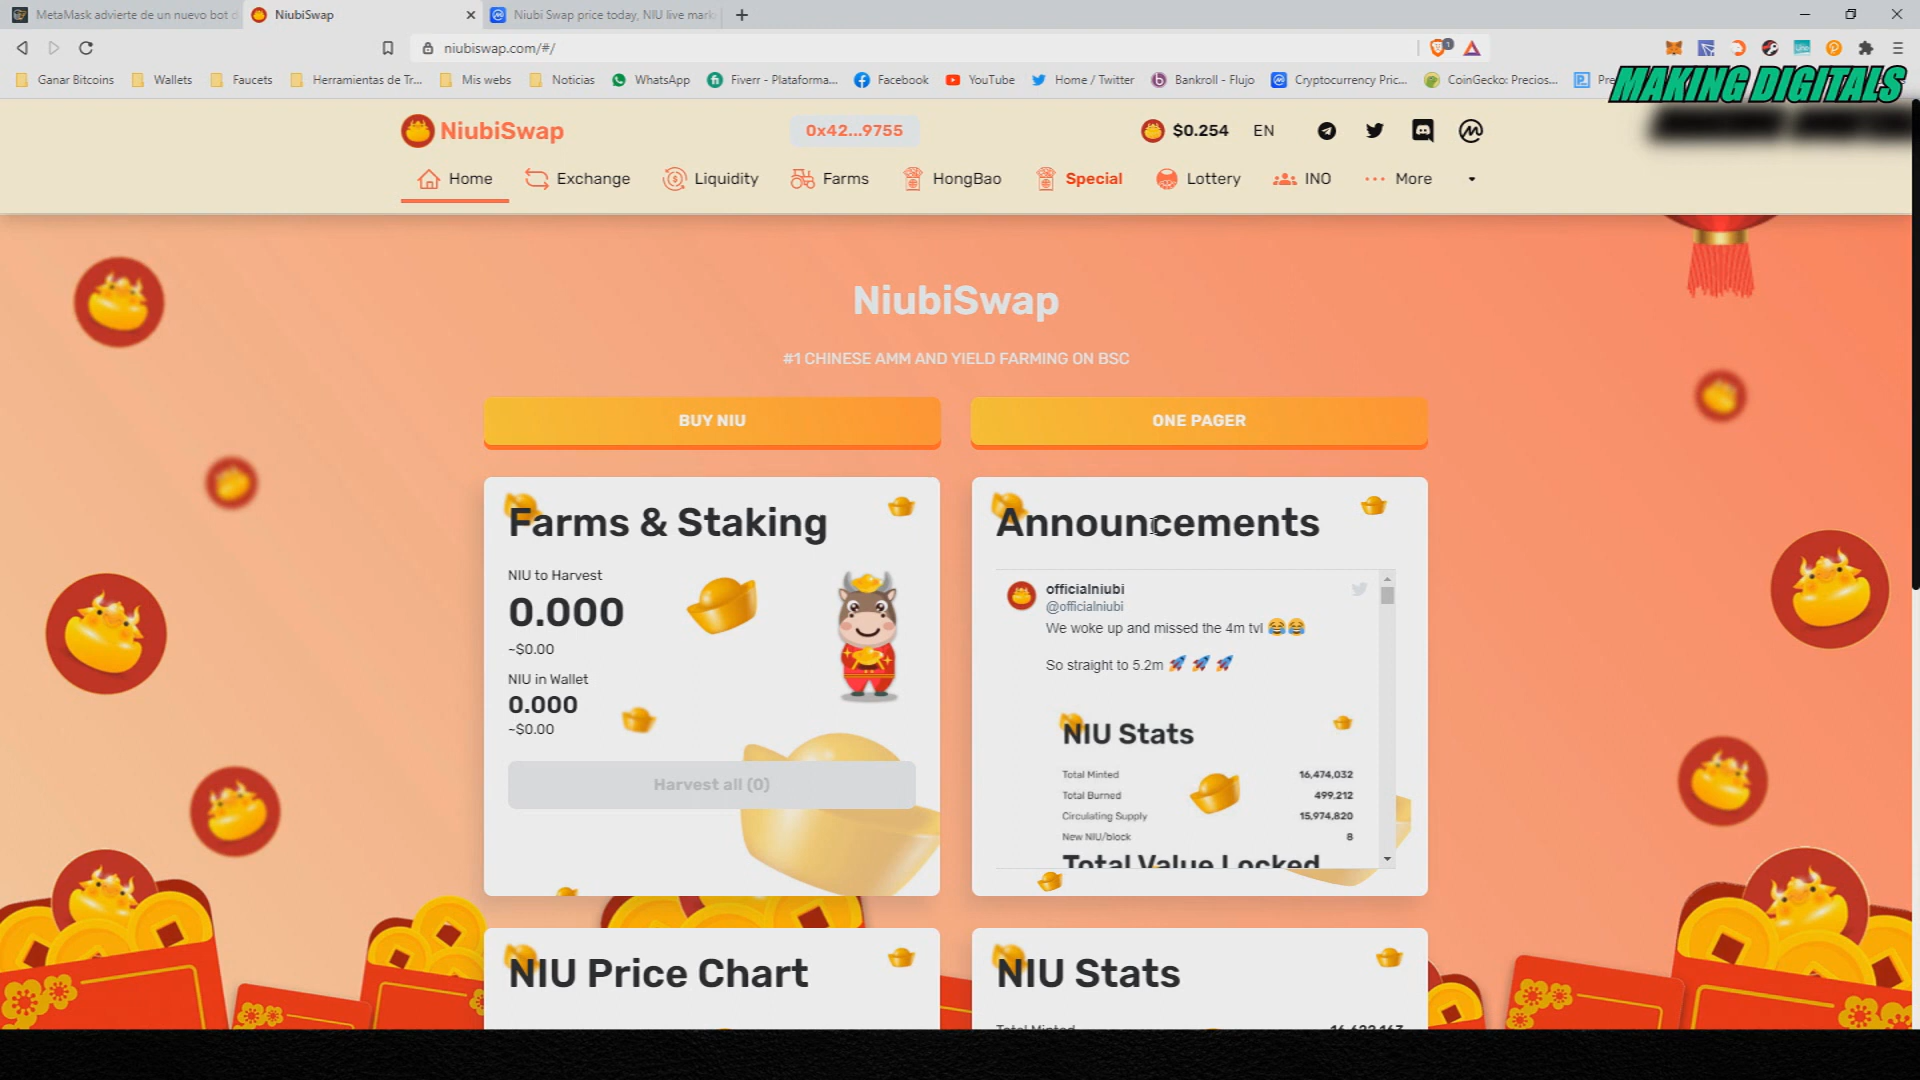 MetaMask advierte de un nuevo bot d
NiubiSwap
Niubi Swap price today, NIU live mark
niubiswap.com/#/
1
Ganar Bitcoins
Wallets
Faucets
Herramientas de Tr...
Mis webs
Noticias
WhatsApp
Fiverr - Plataforma...
Facebook
YouTube
Home / Twitter
Bankroll - Flujo
Cryptocurrency Pric...
CoinGecko: Precios...
MAKING DIGITALS
NiubiSwap
0x42...9755
$0.254
EN
Home
Exchange
Liquidity
Farms
HongBao
Special
Lottery
INO
More
NiubiSwap
#1 CHINESE AMM AND YIELD FARMING ON BSC
BUY NIU
ONE PAGER
Farms & Staking
NIU to Harvest
0.000
~$0.00
NIU in Wallet
0.000
~$0.00
Harvest all (0)
Announcements
officialniubi
@officialniubi
We woke up and missed the 4m tvl 😂😂
So straight to 5.2m 🚀 🚀 🚀
NIU Stats
Total Minted 16,474,032
Total Burned 499,212
Circulating Supply 15,974,820
New NIU/block 8
Total Value Locked
NIU Price Chart
NIU Stats
Total Minted 16,622,163